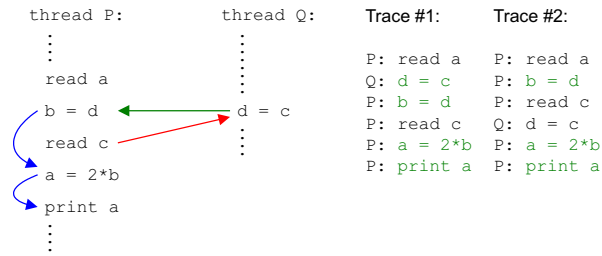 thread P:
read a
b = d
read c
a = 2*b
print a
thread Q:
d = c
Trace #1:
P: read a
Q: d = c
P: b = d
P: read c
P: a = 2*b
P: print a
Trace #2:
P: read a
P: b = d
P: read c
Q: d = c
P: a = 2*b
P: print a